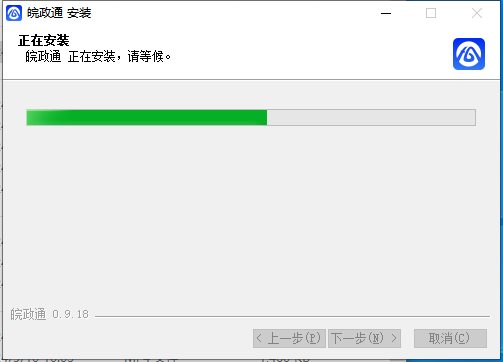 皖政通 安装
正在安装
皖政通 正在安装，请等候。
皖政通 0.9.18
< 上一步(P) 下一步(N) > 取消(C)